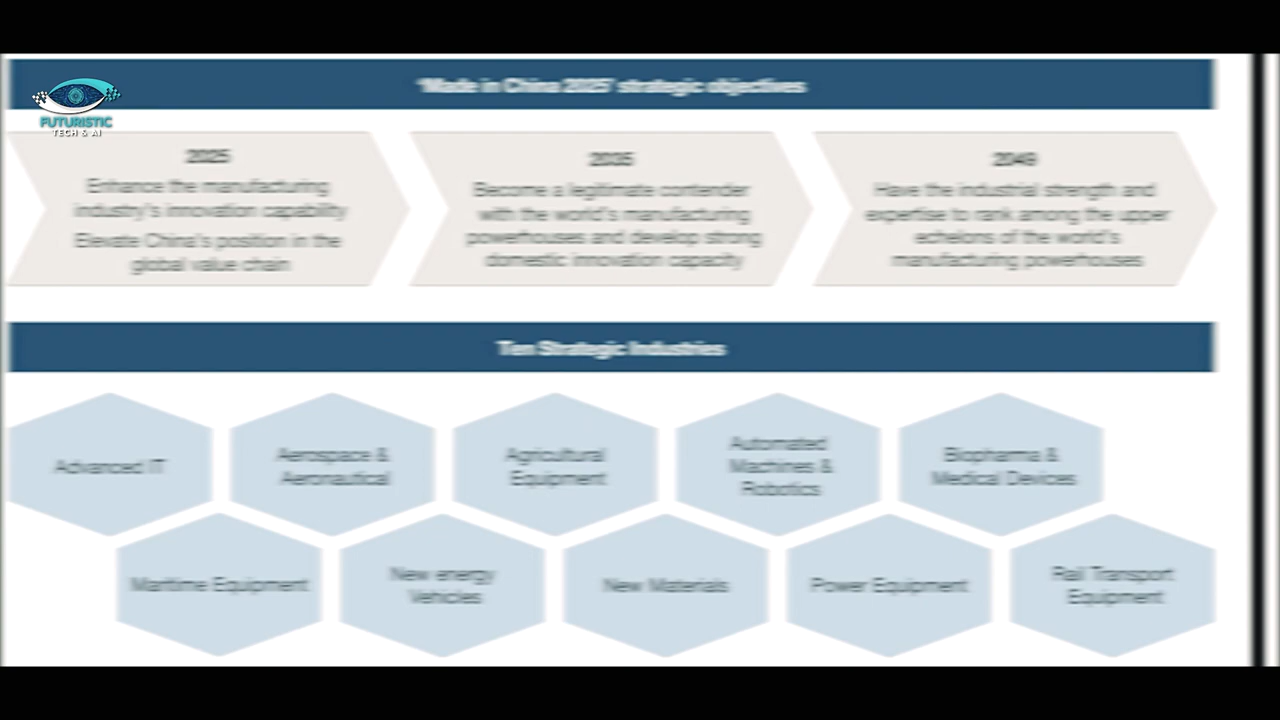 "Made in China 2025" strategic objectives
FUTURISTIC
TECH & AI
2025
Enhance the manufacturing
industry's innovation capability
Elevate China's position in the
global value chain
2035
Become a legitimate contender
with the world's manufacturing
powerhouses and develop strong
domestic innovation capacity
2049
Have the industrial strength and
expertise to rank among the upper
echelons of the world's
manufacturing powerhouses
Ten Strategic Industries
Advanced IT
Aerospace &
Aeronautical
Agricultural
Equipment
Automated
Machines &
Robotics
Biopharma &
Medical Devices
Maritime Equipment
New energy
Vehicles
New Materials
Power Equipment
Rail Transport
Equipment